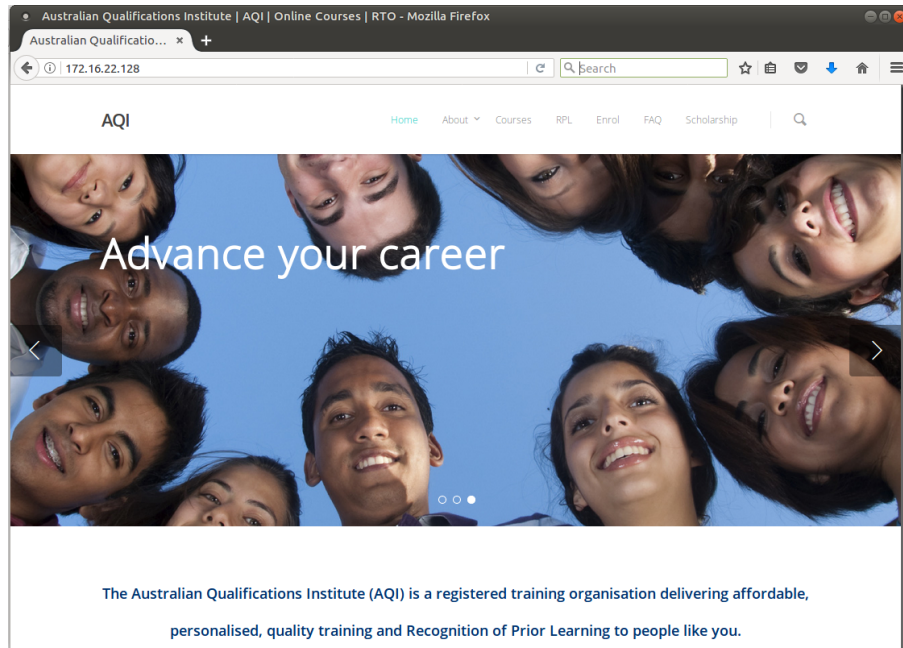 Australian Qualifications Institute | AQI | Online Courses | RTO - Mozilla Firefox
Australian Qualificatio... × +
172.16.22.128 Search
AQI Home About Courses RPL Enrol FAQ Scholarship
Advance your career
The Australian Qualifications Institute (AQI) is a registered training organisation delivering affordable,
personalised, quality training and Recognition of Prior Learning to people like you.